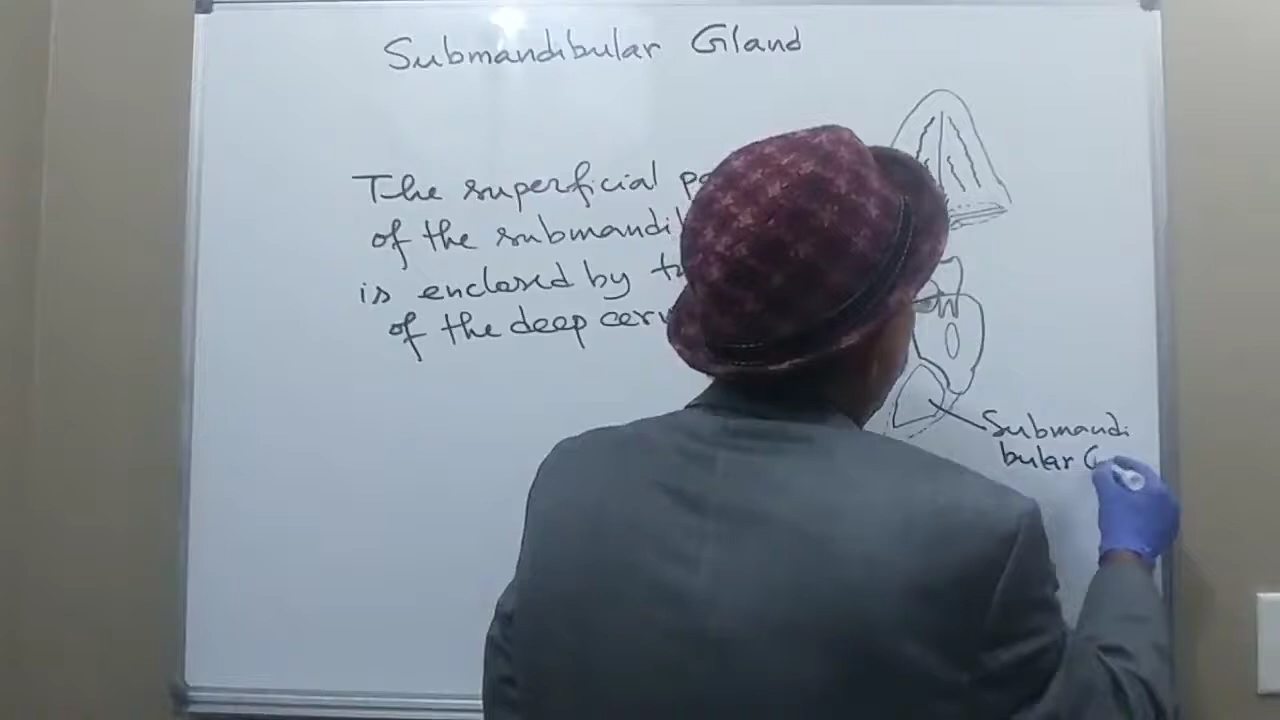 Submandibular Gland
The superficial
of the submandi
is enclosed by
of the deep cerv
Submandi
bular G